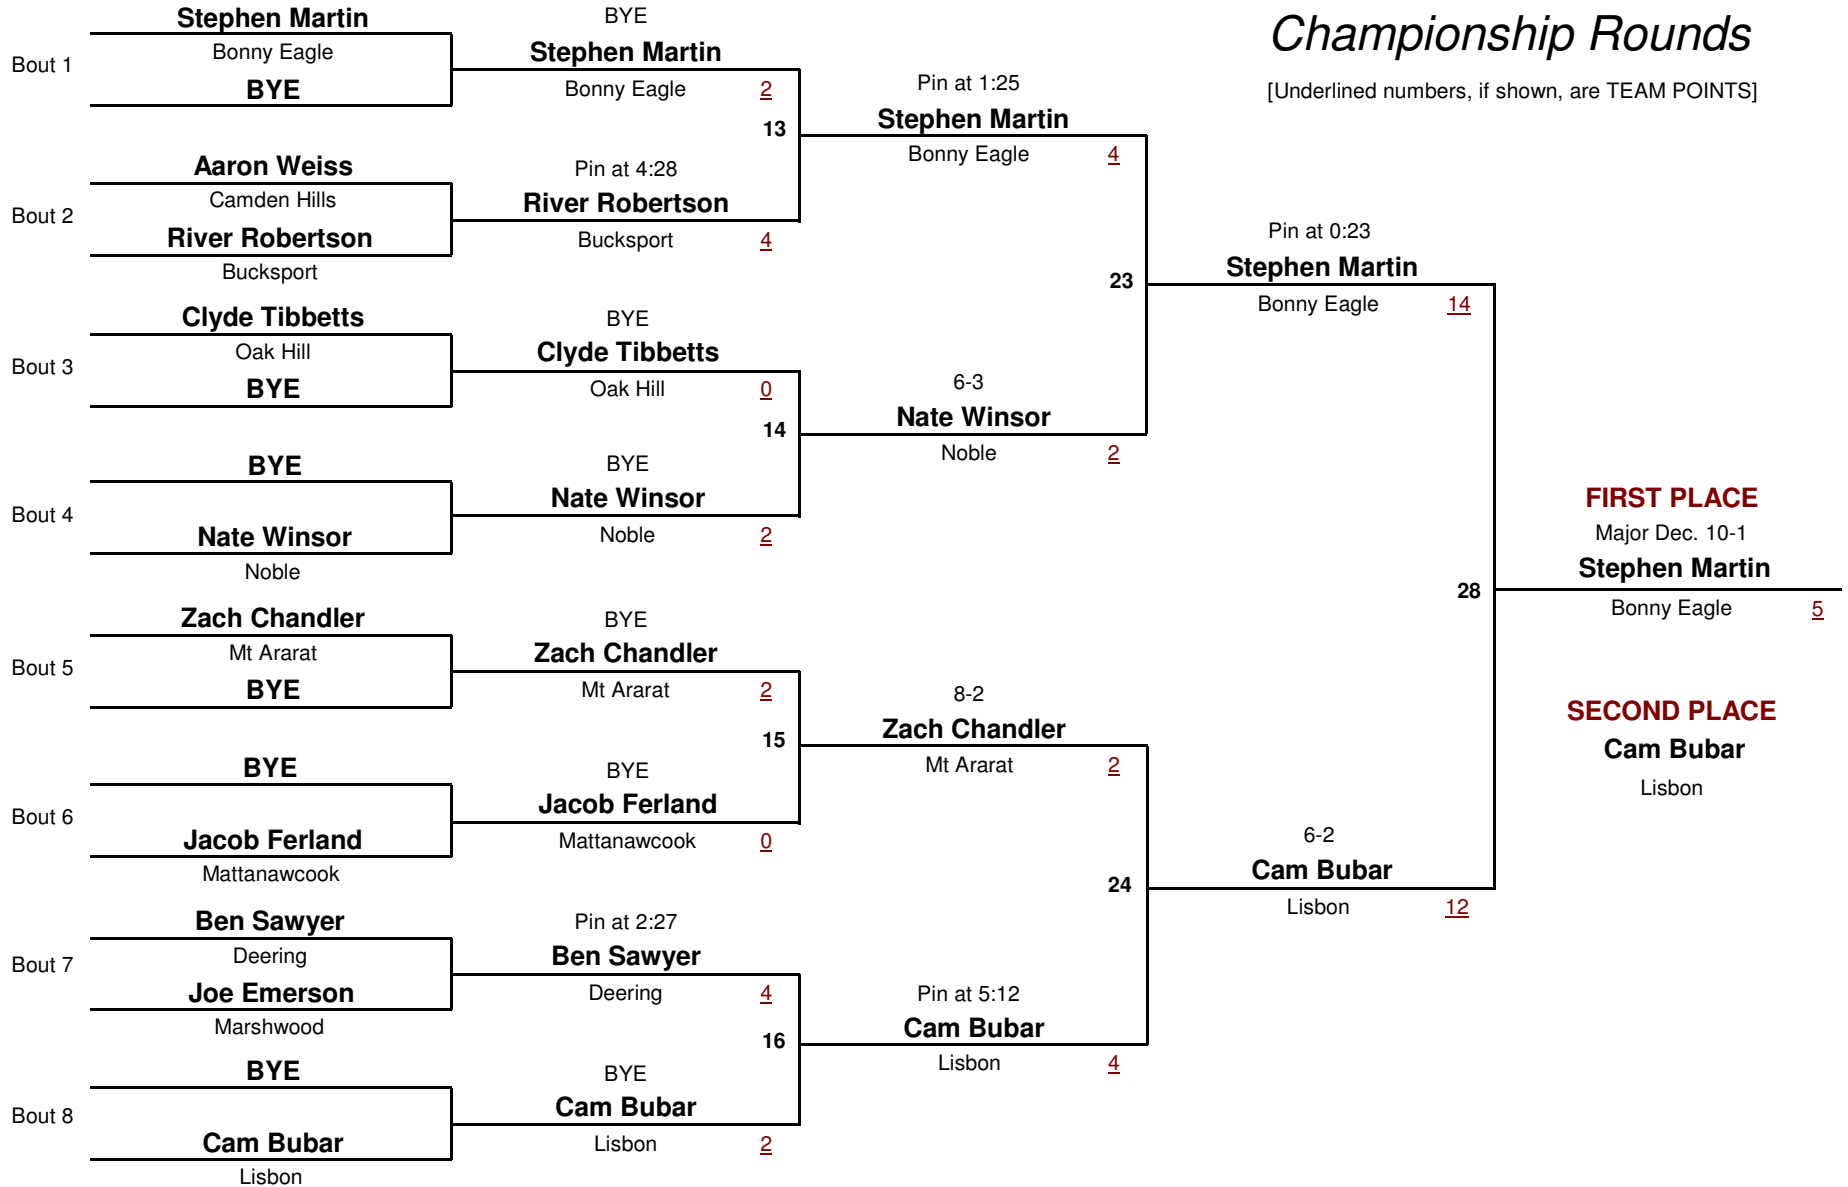 Championship Rounds
[Underlined numbers, if shown, are TEAM POINTS]
Bout 1
Stephen Martin
Bonny Eagle
BYE
Bout 2
Aaron Weiss
Camden Hills
River Robertson
Bucksport
Bout 3
Clyde Tibbetts
Oak Hill
BYE
Bout 4
BYE
Nate Winsor
Noble
Bout 5
Zach Chandler
Mt Ararat
BYE
Bout 6
BYE
Jacob Ferland
Mattanawcook
Bout 7
Ben Sawyer
Deering
Joe Emerson
Marshwood
Bout 8
BYE
Cam Bubar
Lisbon
BYE
Stephen Martin
Bonny Eagle 2
13
Pin at 4:28
River Robertson
Bucksport 4
BYE
Clyde Tibbetts
Oak Hill 0
14
BYE
Nate Winsor
Noble 2
BYE
Zach Chandler
Mt Ararat 2
15
BYE
Jacob Ferland
Mattanawcook 0
Pin at 2:27
Ben Sawyer
Deering 4
16
BYE
Cam Bubar
Lisbon 2
Pin at 1:25
Stephen Martin
Bonny Eagle 4
23
6-3
Nate Winsor
Noble 2
8-2
Zach Chandler
Mt Ararat 2
24
Pin at 5:12
Cam Bubar
Lisbon 4
Pin at 0:23
Stephen Martin
Bonny Eagle 14
28
6-2
Cam Bubar
Lisbon 12
FIRST PLACE
Major Dec. 10-1
Stephen Martin
Bonny Eagle 5
SECOND PLACE
Cam Bubar
Lisbon